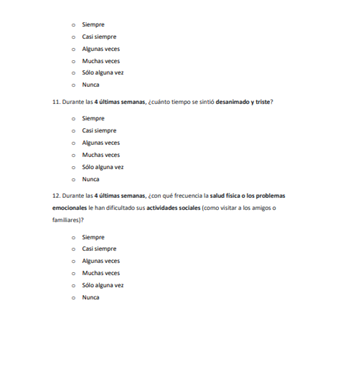 ○ Siempre
○ Casi siempre
○ Algunas veces
○ Muchas veces
○ Sólo alguna vez
○ Nunca
11. Durante las 4 últimas semanas, ¿cuánto tiempo se sintió desanimado y triste?
○ Siempre
○ Casi siempre
○ Algunas veces
○ Muchas veces
○ Sólo alguna vez
○ Nunca
12. Durante las 4 últimas semanas, ¿con qué frecuencia la salud física o los problemas
emocionales le han dificultado sus actividades sociales (como visitar a los amigos o
familiares)?
○ Siempre
○ Casi siempre
○ Algunas veces
○ Muchas veces
○ Sólo alguna vez
○ Nunca